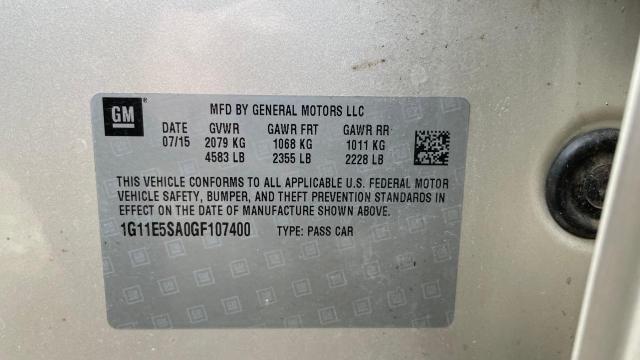 GM ®
MFD BY GENERAL MOTORS LLC
DATE GVWR GAWR FRT GAWR RR
07/15 2079 KG 1068 KG 1011 KG
4583 LB 2355 LB 2228 LB
THIS VEHICLE CONFORMS TO ALL APPLICABLE U.S. FEDERAL MOTOR
VEHICLE SAFETY, BUMPER, AND THEFT PREVENTION STANDARDS IN
EFFECT ON THE DATE OF MANUFACTURE SHOWN ABOVE.
1G11E5SA0GF107400 TYPE: PASS CAR